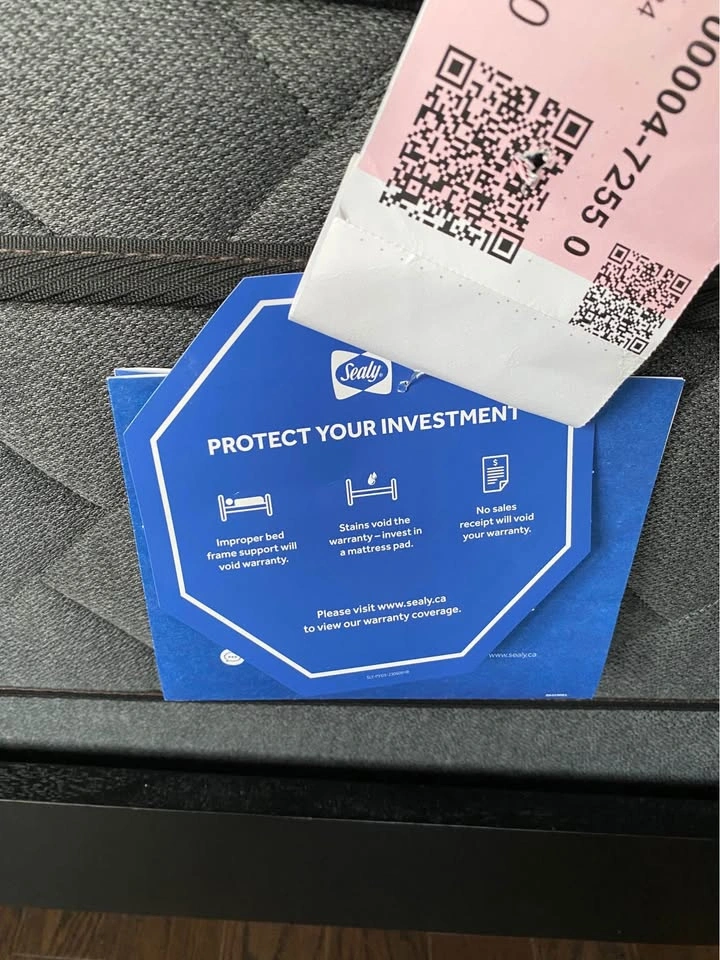 0
24
00004-7255 0
Sealy
PROTECT YOUR INVESTMENT
Improper bed
frame support will
void warranty.
Stains void the
warranty – invest in
a mattress pad.
No sales
receipt will void
your warranty.
$
Please visit www.sealy.ca
to view our warranty coverage.
www.sealy.ca